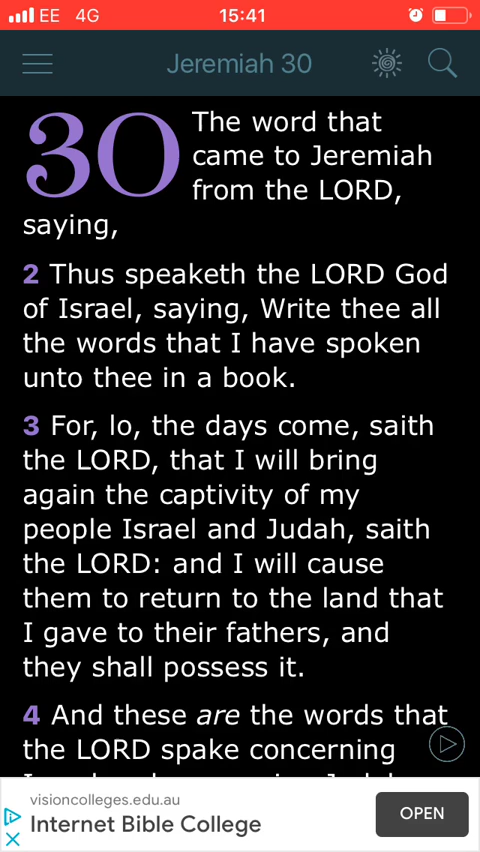 EE 4G 15:41
Jeremiah 30
30 The word that
came to Jeremiah
from the LORD,
saying,
2 Thus speaketh the LORD God
of Israel, saying, Write thee all
the words that I have spoken
unto thee in a book.
3 For, lo, the days come, saith
the LORD, that I will bring
again the captivity of my
people Israel and Judah, saith
the LORD: and I will cause
them to return to the land that
I gave to their fathers, and
they shall possess it.
4 And these are the words that
the LORD spake concerning
visioncolleges.edu.au
Internet Bible College
OPEN